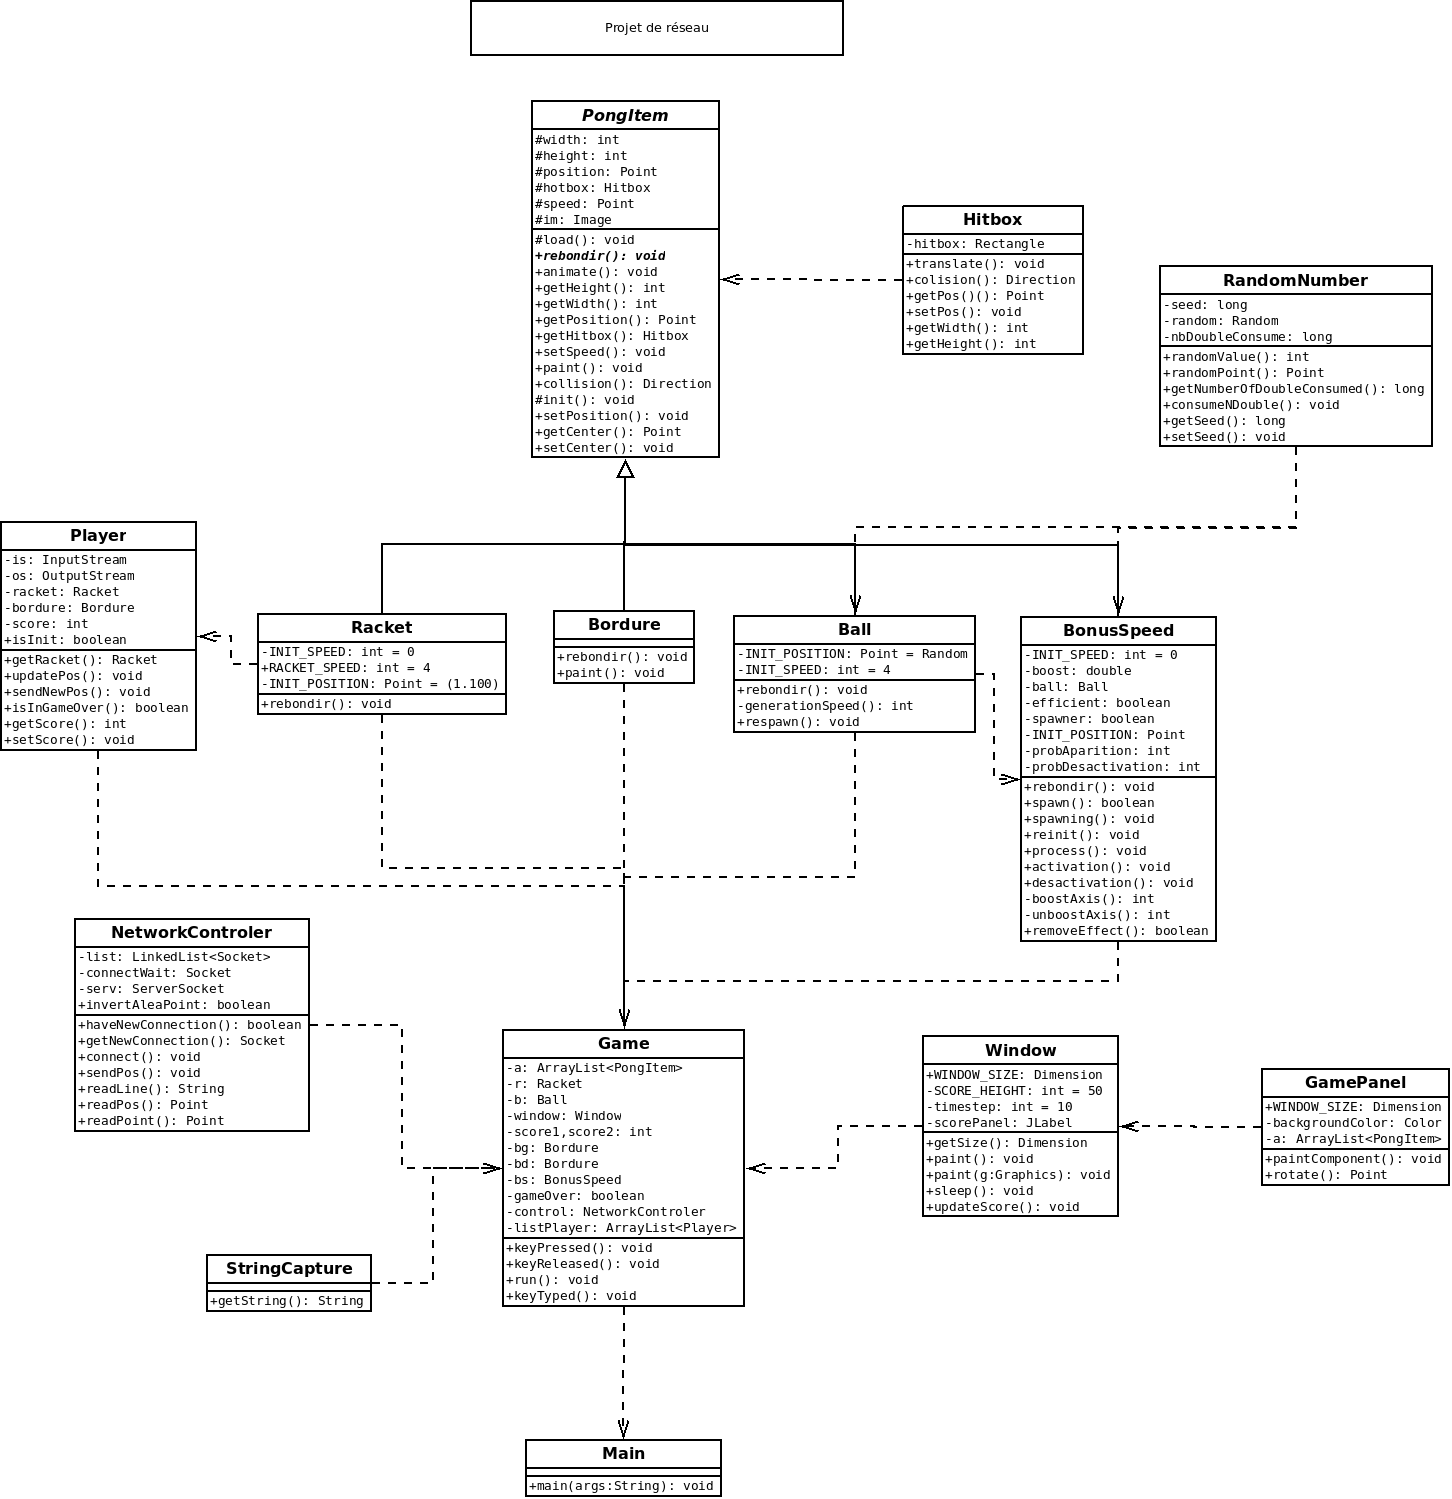 Projet de réseau
PongItem
#width: int
#height: int
#position: Point
#hotbox: Hitbox
#speed: Point
#im: Image
#load(): void
+rebondir(): void
+animate(): void
+getHeight(): int
+getWidth(): int
+getPosition(): Point
+getHitbox(): Hitbox
+setSpeed(): void
+paint(): void
+collision(): Direction
#init(): void
+setPosition(): void
+getCenter(): Point
+setCenter(): void
Hitbox
-hitbox: Rectangle
+translate(): void
+colision(): Direction
+getPos()(): Point
+setPos(): void
+getWidth(): int
+getHeight(): int
RandomNumber
-seed: long
-random: Random
-nbDoubleConsume: long
+randomValue(): int
+randomPoint(): Point
+getNumberOfDoubleConsumed(): long
+consumeNDouble(): void
+getSeed(): long
+setSeed(): void
Player
-is: InputStream
-os: OutputStream
-racket: Racket
-bordure: Bordure
-score: int
+isInit: boolean
+getRacket(): Racket
+updatePos(): void
+sendNewPos(): void
+isInGameOver(): boolean
+getScore(): int
+setScore(): void
Racket
-INIT_SPEED: int = 0
+RACKET_SPEED: int = 4
-INIT_POSITION: Point = (1.100)
+rebondir(): void
Bordure
+rebondir(): void
+paint(): void
Ball
-INIT_POSITION: Point = Random
-INIT_SPEED: int = 4
+rebondir(): void
-generationSpeed(): int
+respawn(): void
BonusSpeed
-INIT_SPEED: int = 0
-boost: double
-ball: Ball
-efficient: boolean
-spawner: boolean
-INIT_POSITION: Point
-probAparition: int
-probDesactivation: int
+rebondir(): void
+spawn(): boolean
+spawning(): void
+reinit(): void
+process(): void
+activation(): void
+desactivation(): void
-boostAxis(): int
-unboostAxis(): int
+removeEffect(): boolean
NetworkControler
-list: LinkedList<Socket>
-connectWait: Socket
-serv: ServerSocket
+invertAleaPoint: boolean
+haveNewConnection(): boolean
+getNewConnection(): Socket
+connect(): void
+sendPos(): void
+readLine(): String
+readPos(): Point
+readPoint(): Point
Game
-a: ArrayList<PongItem>
-r: Racket
-b: Ball
-window: Window
-score1,score2: int
-bg: Bordure
-bd: Bordure
-bs: BonusSpeed
-gameOver: boolean
-control: NetworkControler
-listPlayer: ArrayList<Player>
+keyPressed(): void
+keyReleased(): void
+run(): void
+keyTyped(): void
Window
+WINDOW_SIZE: Dimension
-SCORE_HEIGHT: int = 50
-timestep: int = 10
-scorePanel: JLabel
+getSize(): Dimension
+paint(): void
+paint(g:Graphics): void
+sleep(): void
+updateScore(): void
GamePanel
+WINDOW_SIZE: Dimension
-backgroundColor: Color
-a: ArrayList<PongItem>
+paintComponent(): void
+rotate(): Point
StringCapture
+getString(): String
Main
+main(args:String): void